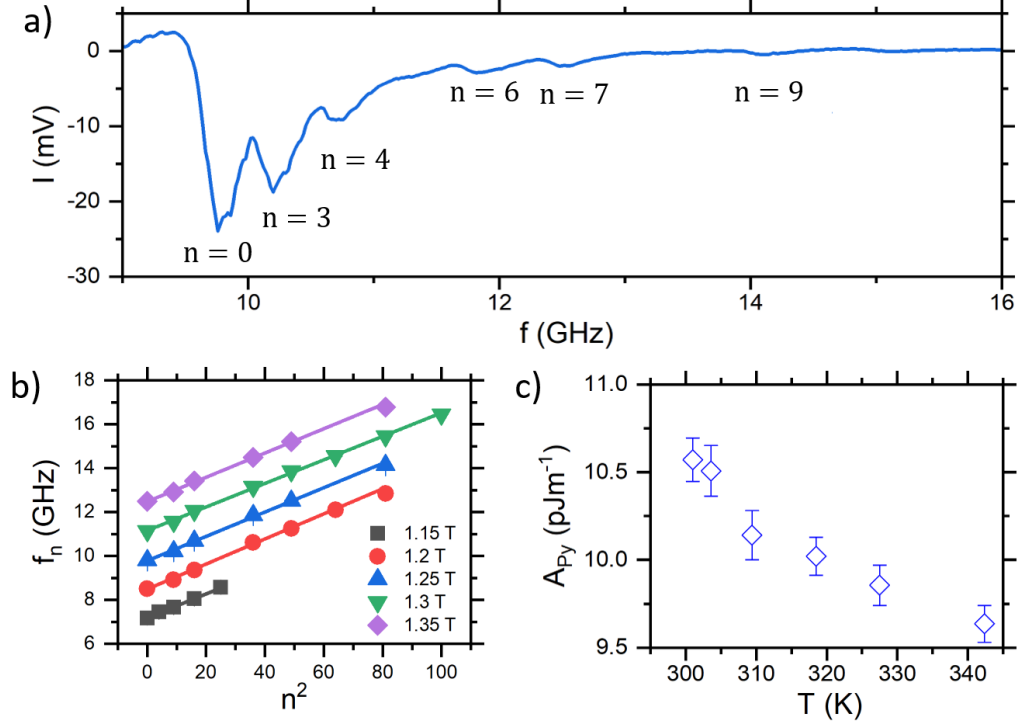 a)
I (mV)
0
-10
-20
-30
n = 0
n = 3
n = 4
n = 6
n = 7
n = 9
10
12
14
16
f (GHz)
b)
fₙ (GHz)
18
16
14
12
10
8
6
1.15 T
1.2 T
1.25 T
1.3 T
1.35 T
0 20 40 60 80 100
n²
c)
A_Py (pJm⁻¹)
11.0
10.5
10.0
9.5
300 310 320 330 340
T (K)